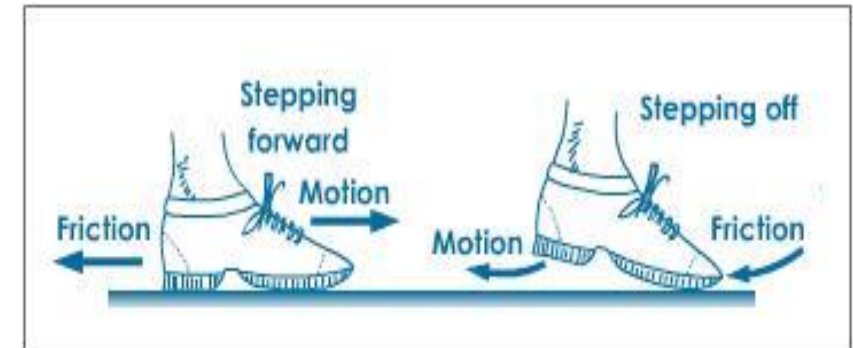 Stepping
forward
Motion
Friction
Stepping off
Friction
Motion